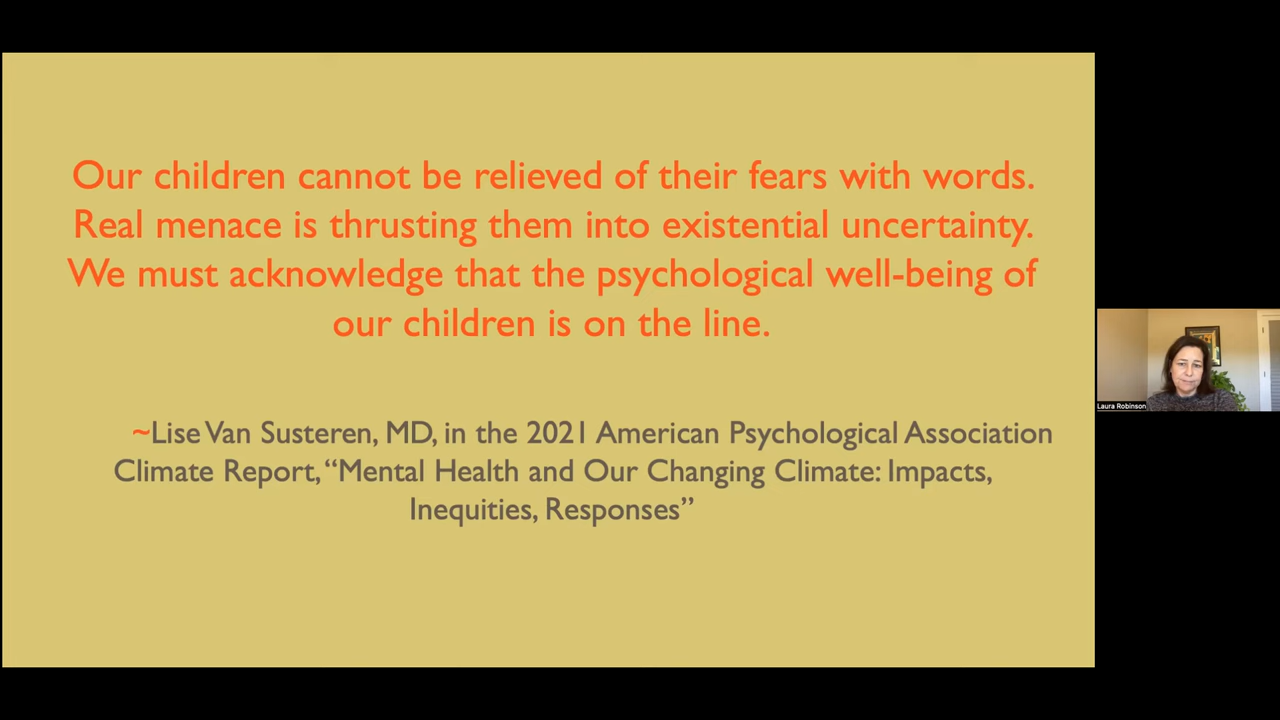 Our children cannot be relieved of their fears with words.
Real menace is thrusting them into existential uncertainty.
We must acknowledge that the psychological well-being of
our children is on the line.
~Lise Van Susteren, MD, in the 2021 American Psychological Association
Climate Report, “Mental Health and Our Changing Climate: Impacts,
Inequities, Responses”
Laura Robinson